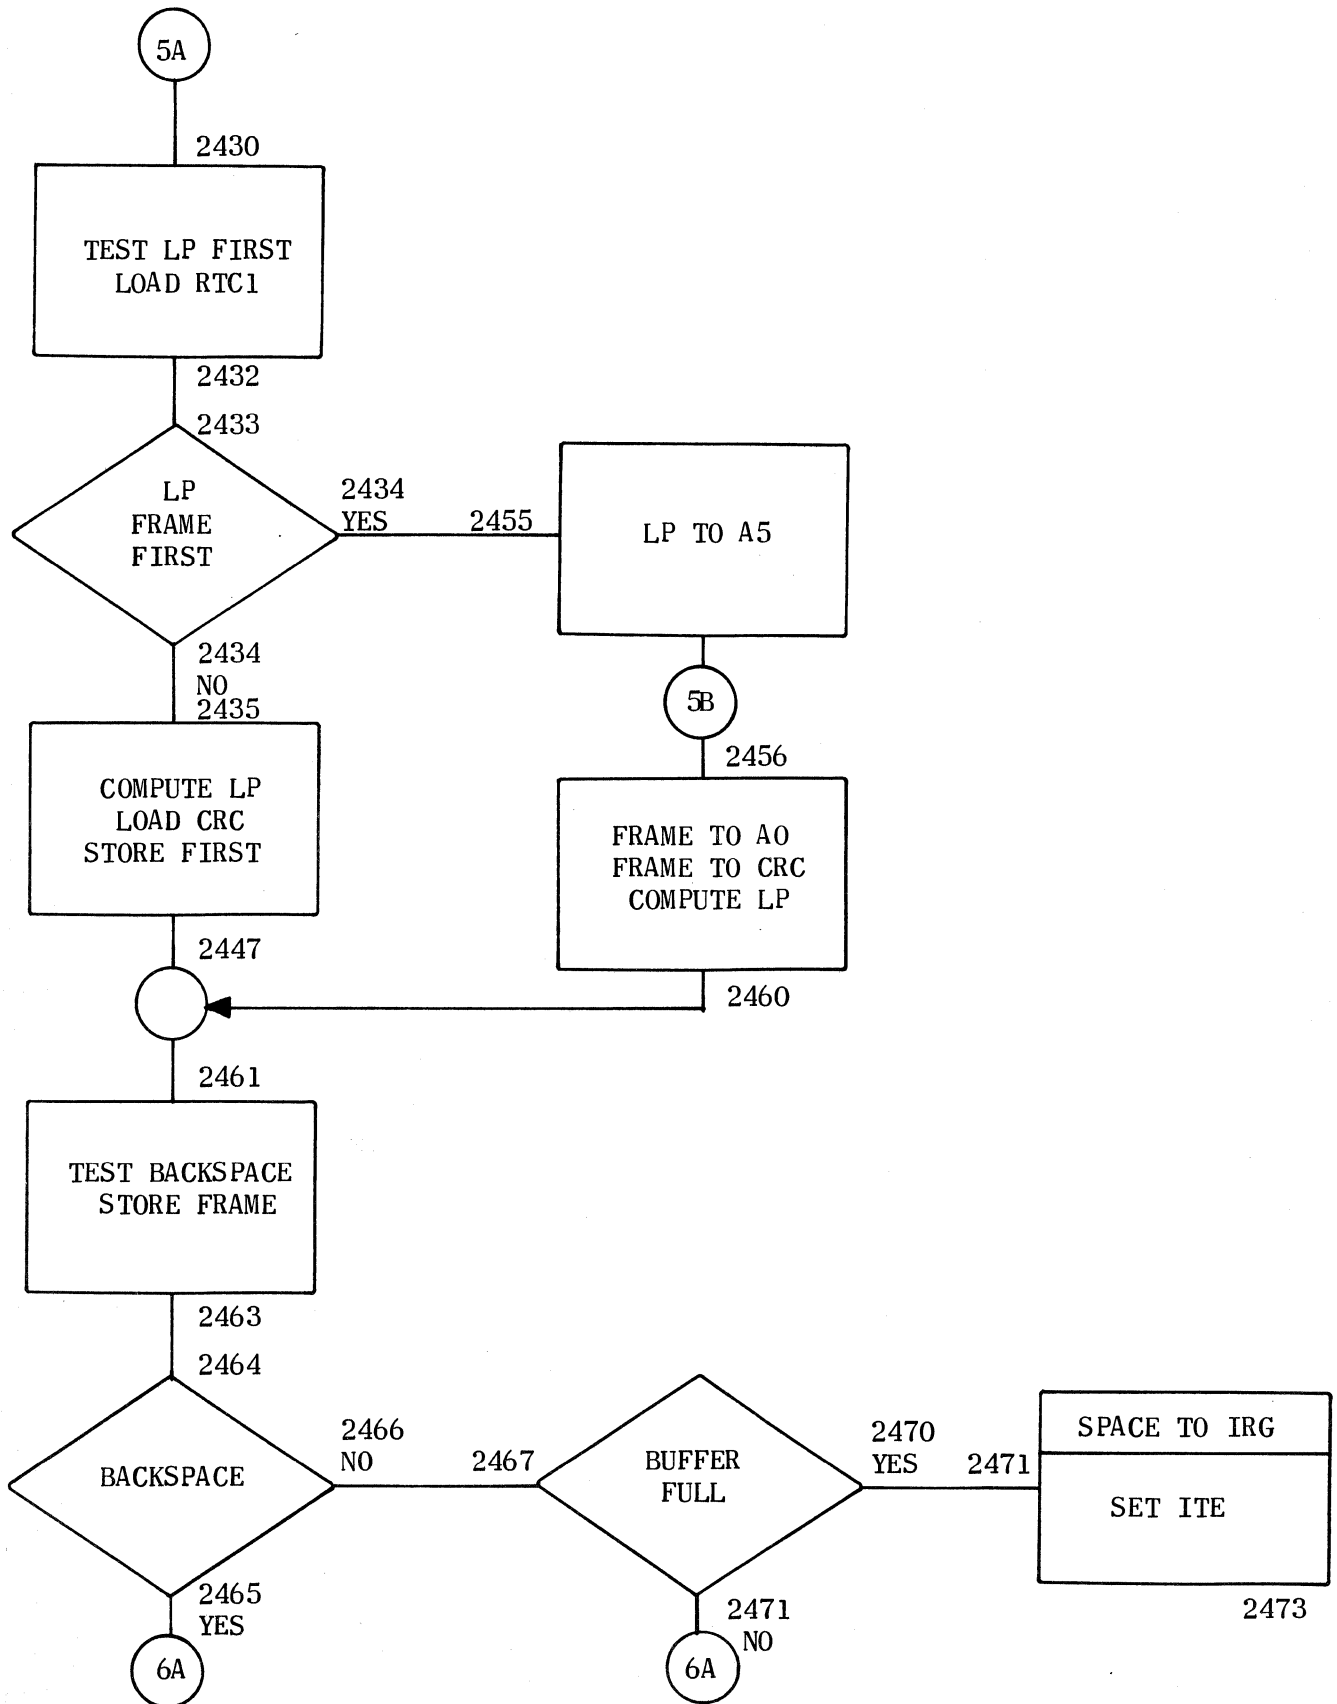 5A
2430
TEST LP FIRST
LOAD RTC1
2432
2433
LP
FRAME
FIRST
2434
YES
2455
LP TO A5
2434
NO
2435
5B
2456
COMPUTE LP
LOAD CRC
STORE FIRST
FRAME TO A0
FRAME TO CRC
COMPUTE LP
2447
2460
2461
TEST BACKSPACE
STORE FRAME
2463
2464
BACKSPACE
2466
NO
2467
BUFFER
FULL
2470
YES
2471
SPACE TO IRG
SET ITE
2473
2465
YES
6A
2471
NO
6A